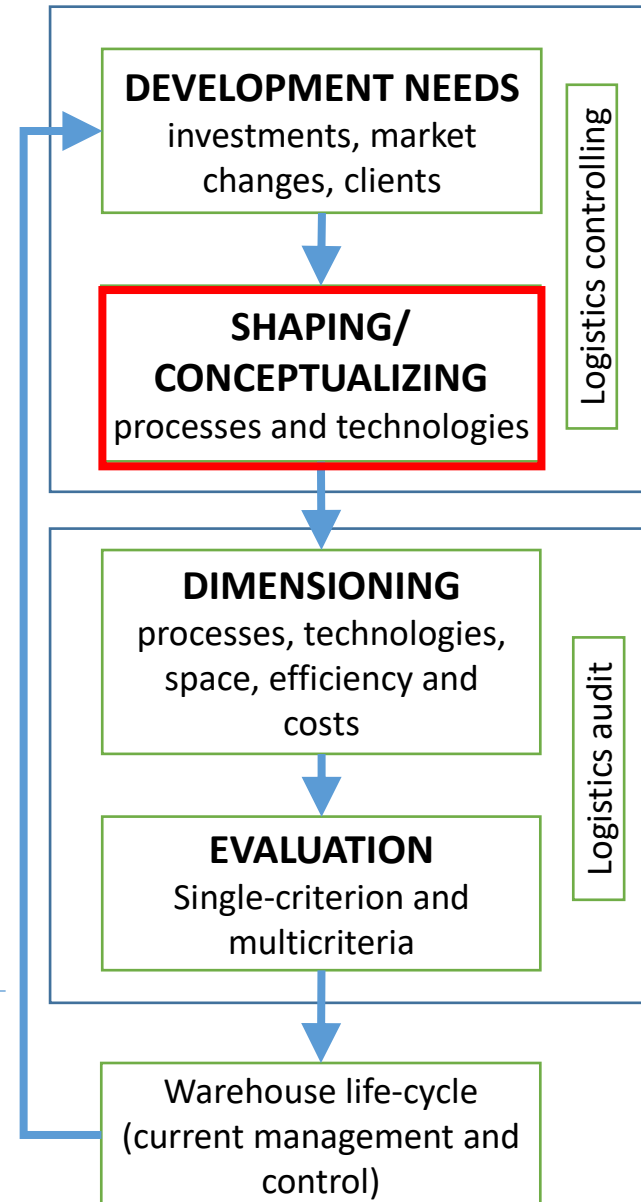 DEVELOPMENT NEEDS
investments, market
changes, clients
Logistics controlling
SHAPING/
CONCEPTUALIZING
processes and technologies
DIMENSIONING
processes, technologies,
space, efficiency and
costs
Logistics audit
EVALUATION
Single-criterion and
multicriteria
Warehouse life-cycle
(current management and
control)